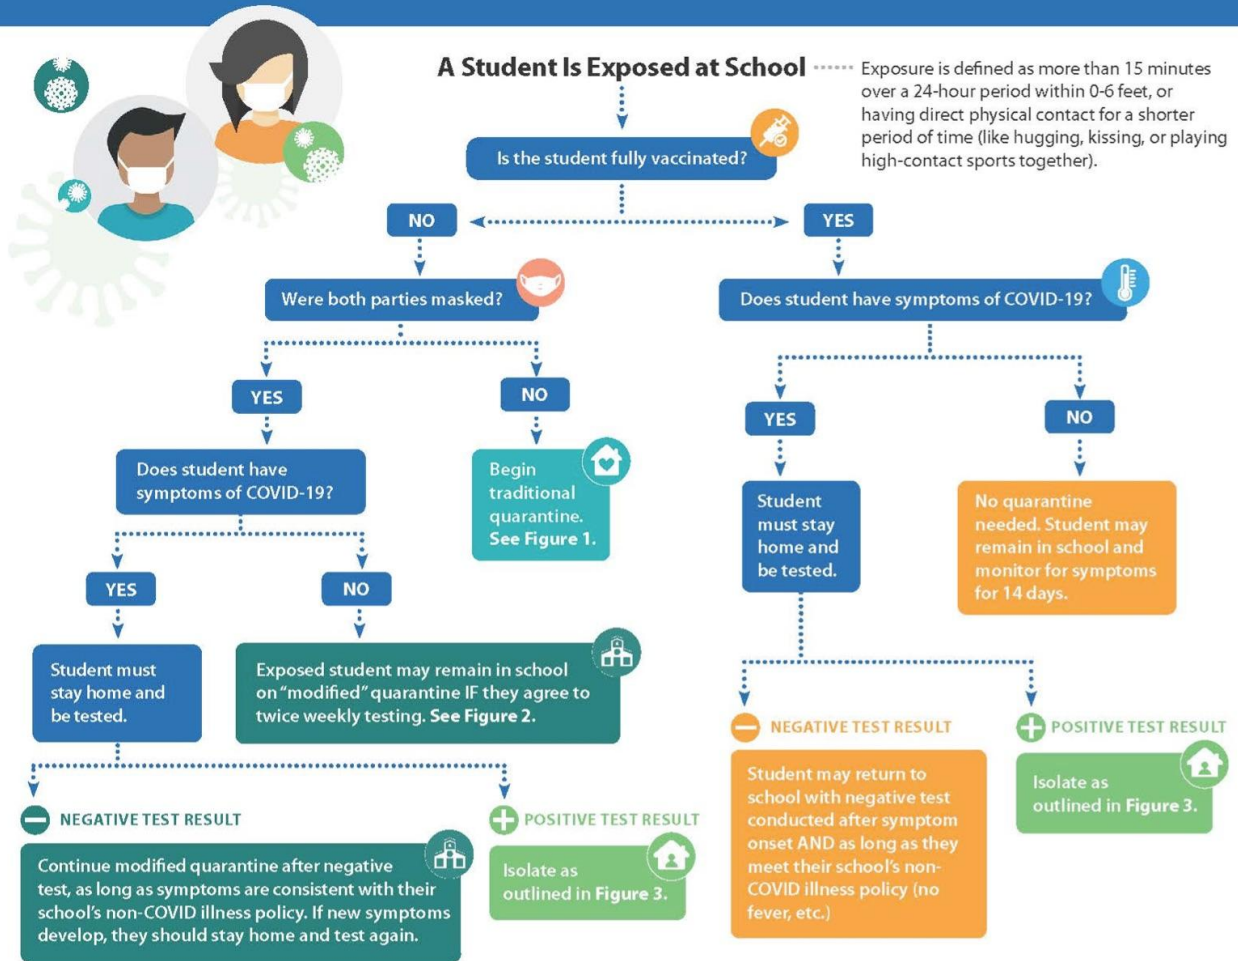 A Student Is Exposed at School
Exposure is defined as more than 15 minutes
over a 24-hour period within 0-6 feet, or
having direct physical contact for a shorter
period of time (like hugging, kissing, or playing
high-contact sports together).
Is the student fully vaccinated?
NO
YES
Were both parties masked?
Does student have symptoms of COVID-19?
YES
NO
YES
NO
Does student have
symptoms of COVID-19?
Begin
traditional
quarantine.
See Figure 1.
Student
must stay
home and
be tested.
No quarantine
needed. Student may
remain in school and
monitor for symptoms
for 14 days.
YES
NO
Student must
stay home and
be tested.
Exposed student may remain in school
on “modified” quarantine IF they agree to
twice weekly testing. See Figure 2.
NEGATIVE TEST RESULT
POSITIVE TEST RESULT
Student may return to
school with negative test
conducted after symptom
onset AND as long as they
meet their school’s non-
COVID illness policy (no
fever, etc.)
Isolate as
outlined in Figure 3.
NEGATIVE TEST RESULT
POSITIVE TEST RESULT
Continue modified quarantine after negative
test, as long as symptoms are consistent with their
school’s non-COVID illness policy. If new symptoms
develop, they should stay home and test again.
Isolate as
outlined in Figure 3.